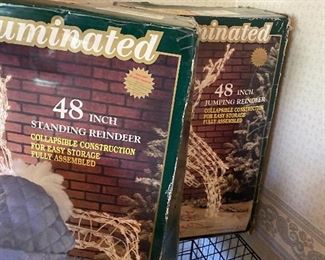 uminated
48 INCH
STANDING REINDEER
COLLAPSIBLE CONSTRUCTION
FOR EASY STORAGE
FULLY ASSEMBLED
uminated
48 INCH
JUMPING REINDEER
COLLAPSIBLE CONSTRUCTION
FOR EASY STORAGE
FULLY ASSEMBLED